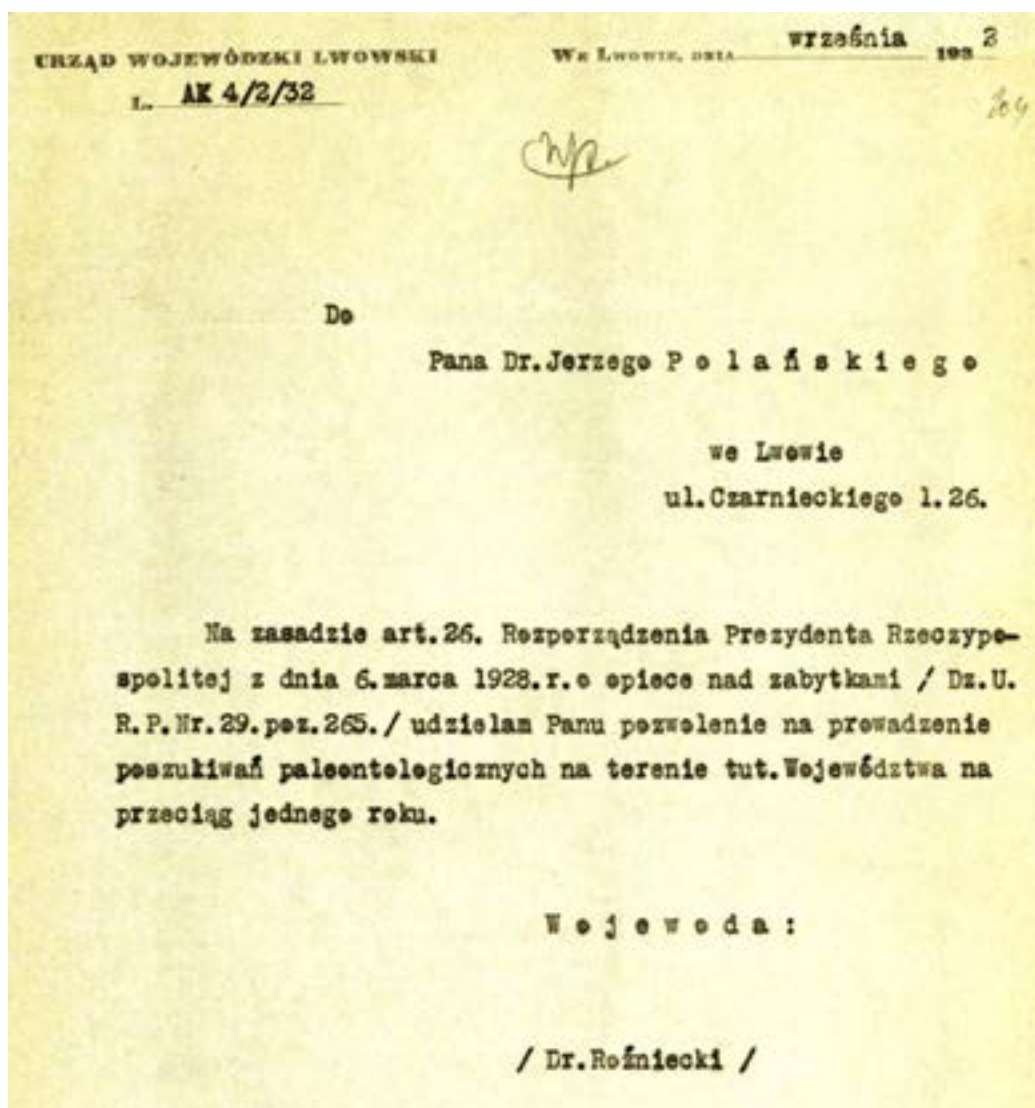 URZĄD WOJEWÓDZKI LWOWSKI
WE LWOWIE, DNIA września 1932
L. AK 4/2/32
204
Do
Pana Dr.Jerzego P o l a ń s k i e g o
we Lwowie
ul.Czarnieckiego l.26.
Na zasadzie art.26. Rozporządzenia Prezydenta Rzeczypo-
spolitej z dnia 6.marca 1928.r.o opiece nad zabytkami / Dz.U.
R.P.Nr.29.poz.265./ udzielam Panu pozwolenie na prowadzenie
poszukiwań paleontologicznych na terenie tut.Województwa na
przeciąg jednego roku.
W o j e w o d a :
/ Dr.Rożniecki /